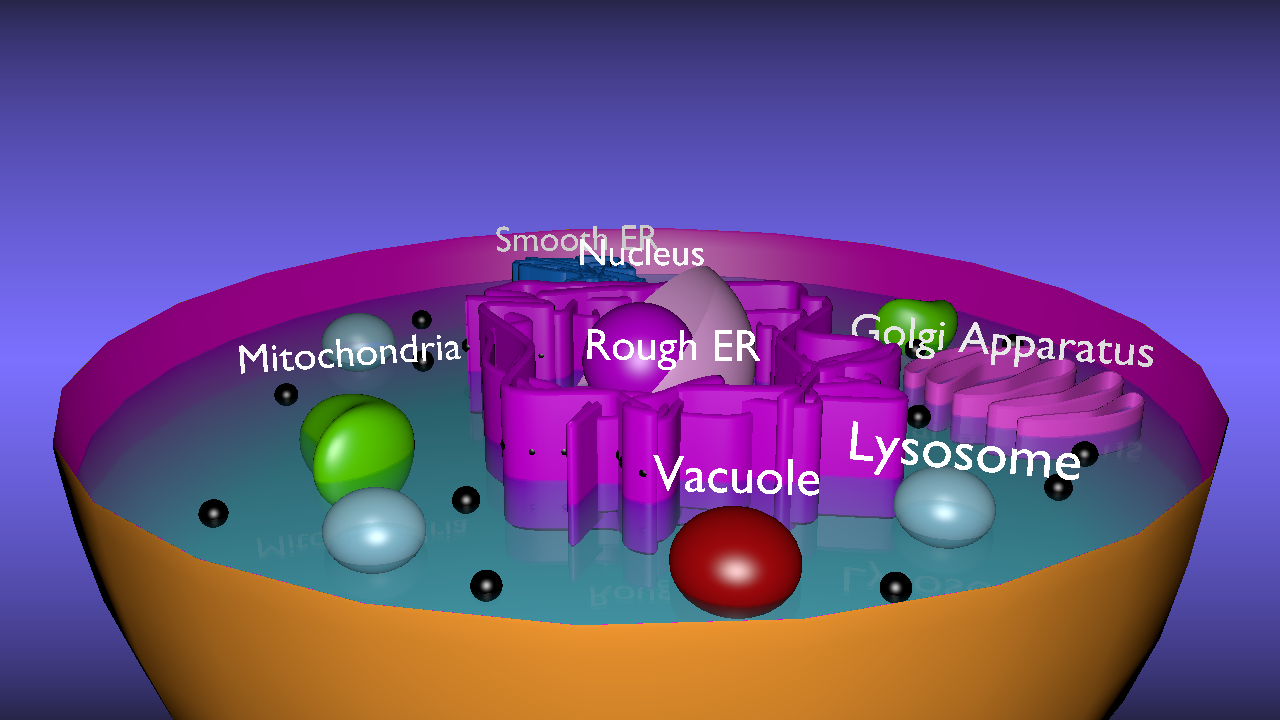 Smooth ER
Nucleus
Mitochondria
Rough ER
Golgi Apparatus
Vacuole
Lysosome